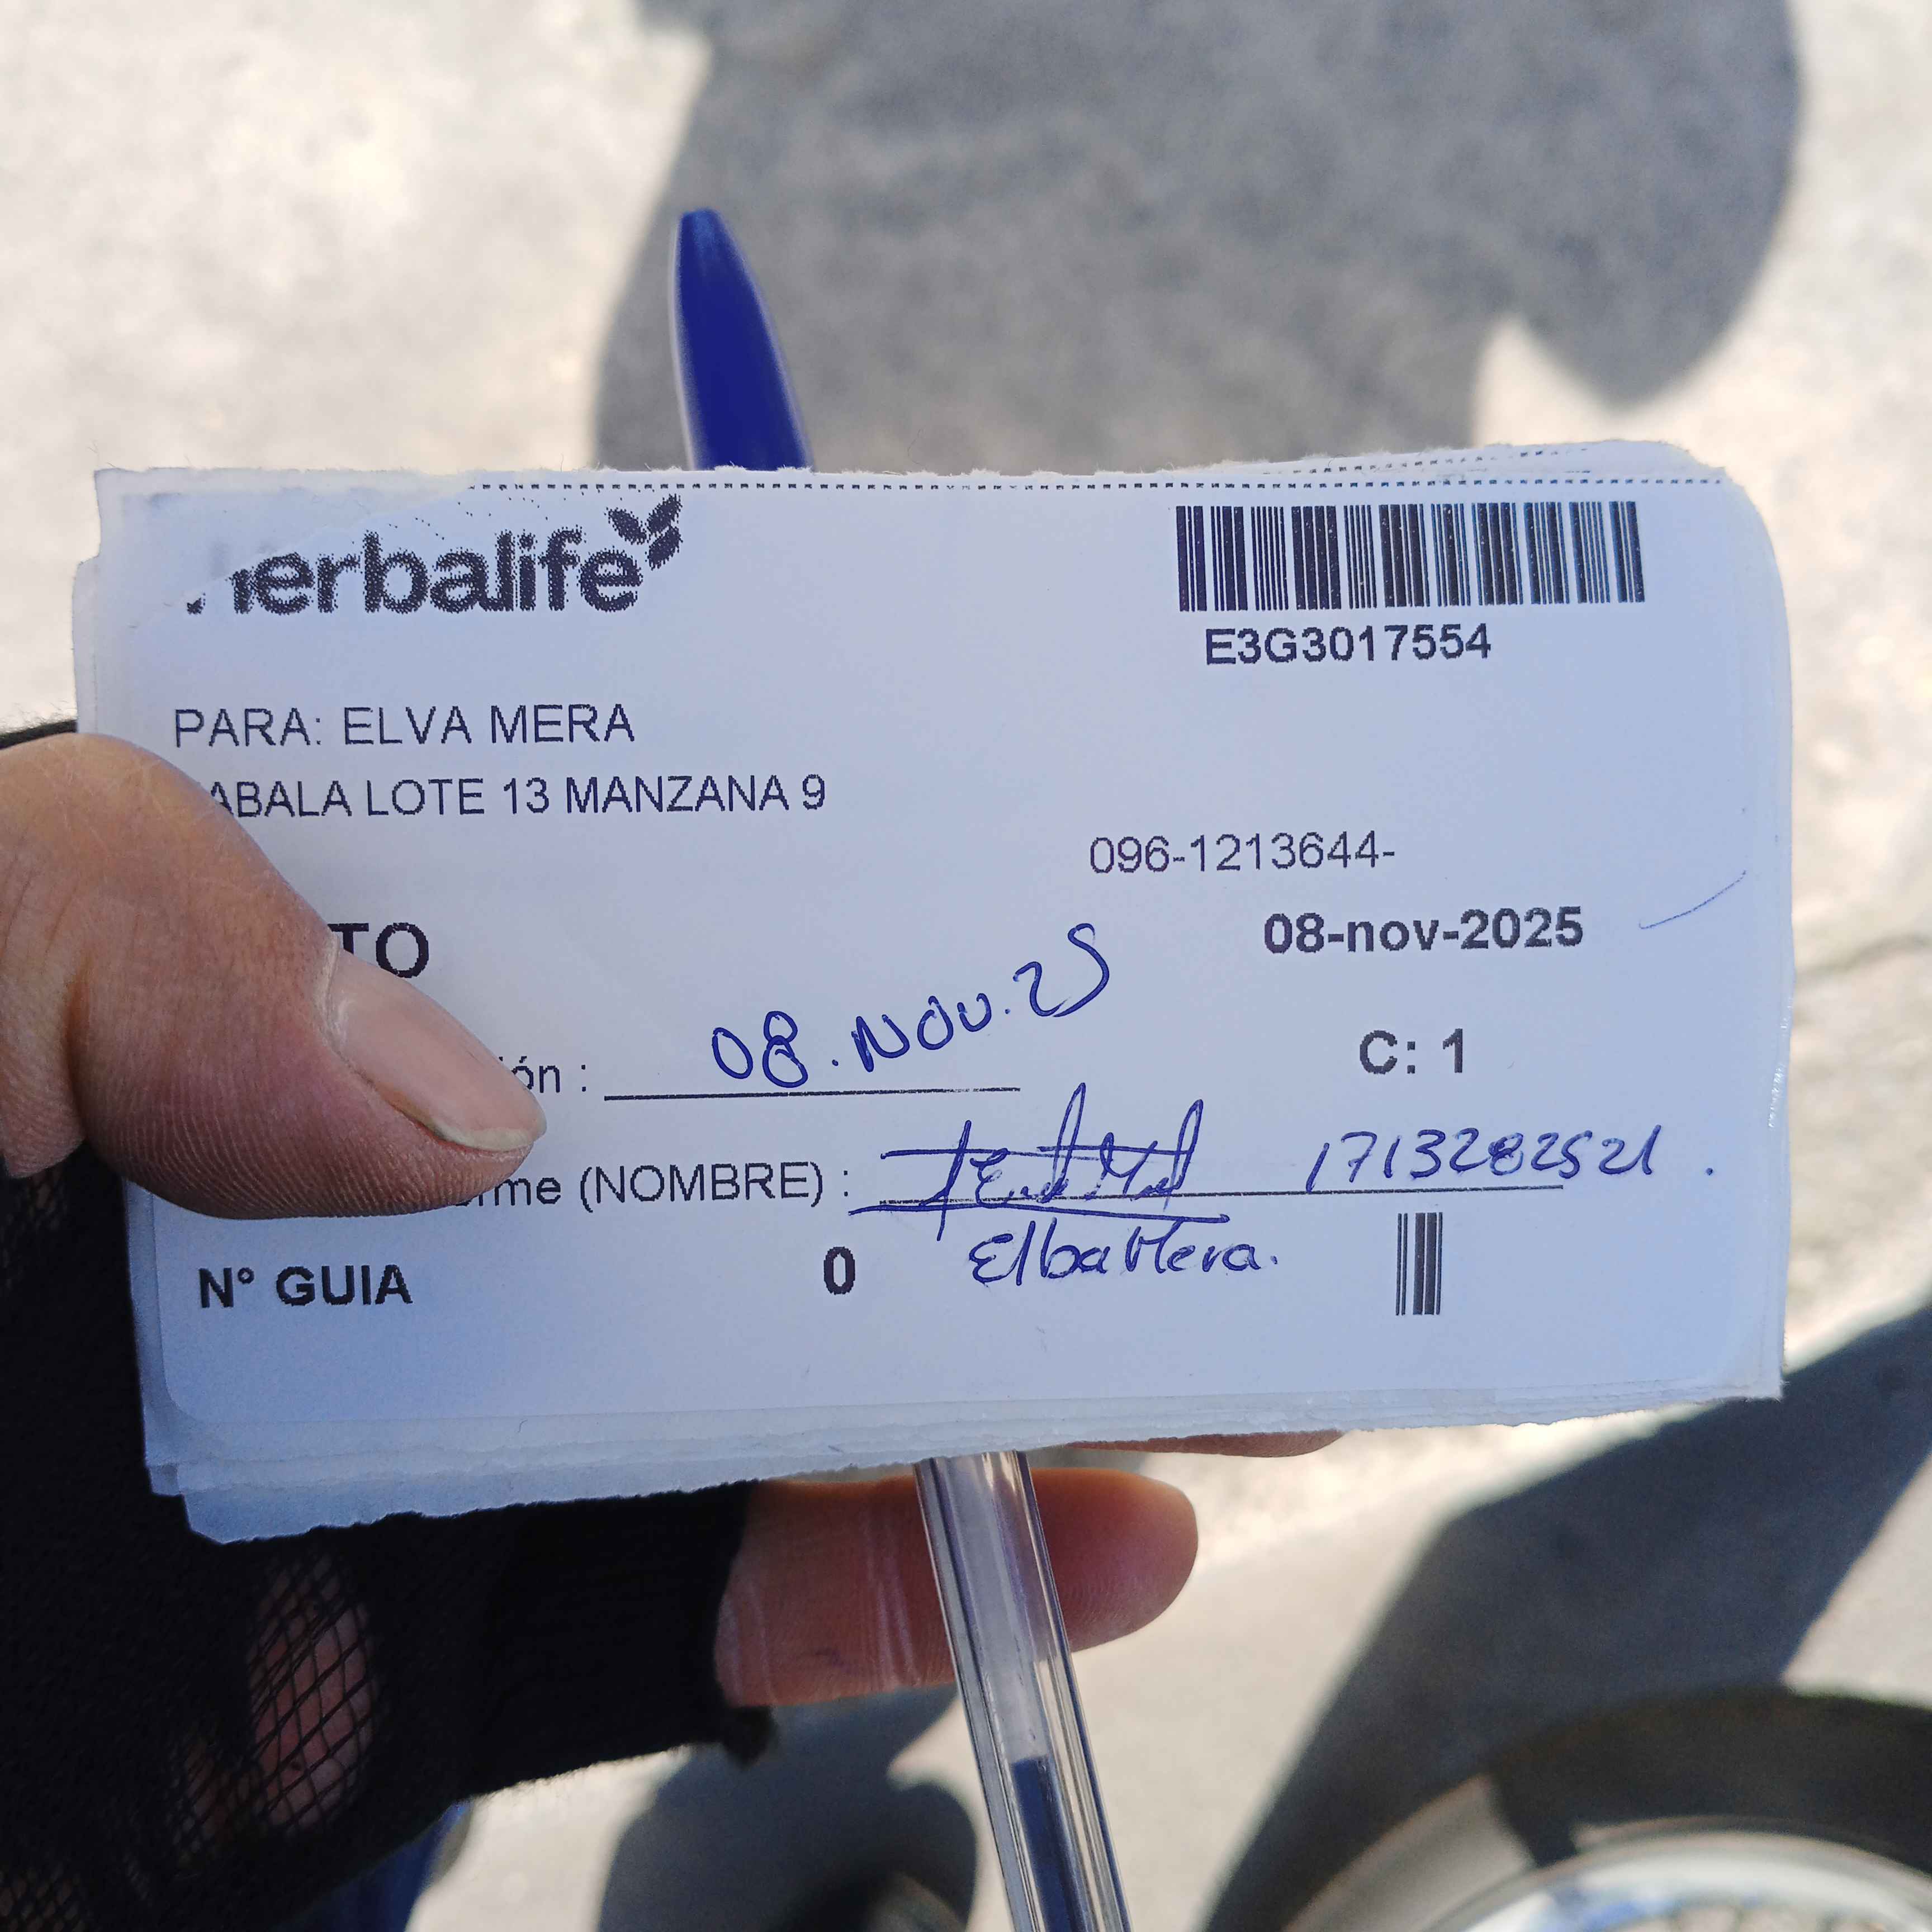 herbalife
E3G3017554
PARA: ELVA MERA
ABALA LOTE 13 MANZANA 9
096-1213644-
TO
08-nov-2025
08.Nov.25
ón :
C: 1
me (NOMBRE) :
1713282521.
Elba Mera.
N° GUIA 0